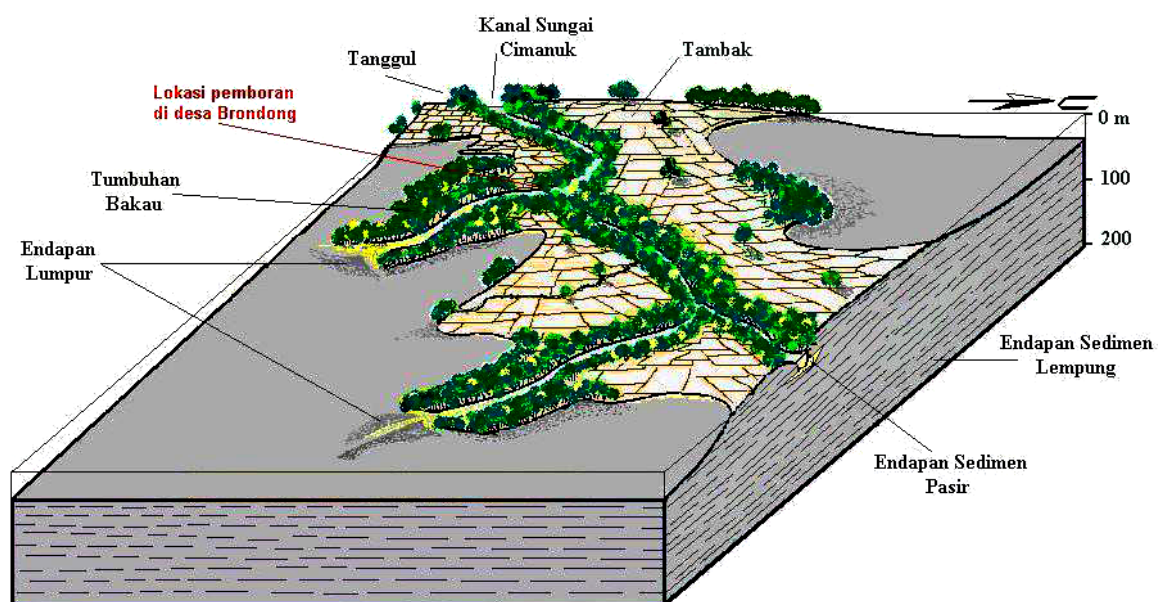 Kanal Sungai
Cimanuk
Tanggul
Tambak
Lokasi pemboran
di desa Brondong
0 m
Tumbuhan
Bakau
100
200
Endapan
Lumpur
Endapan Sedimen
Lempung
Endapan Sedimen
Pasir